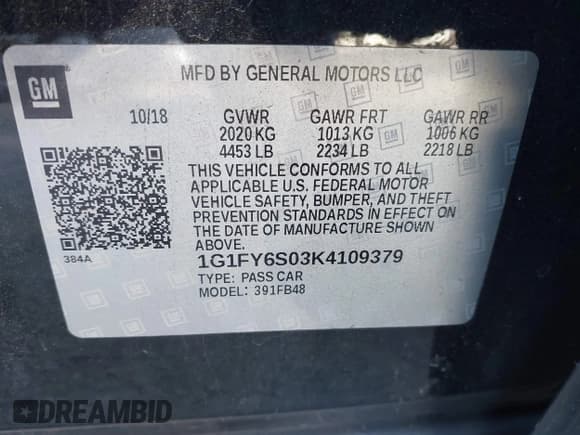 GM
MFD BY GENERAL MOTORS LLC
10/18 GVWR GAWR FRT GAWR RR
2020 KG 1013 KG 1006 KG
4453 LB 2234 LB 2218 LB
THIS VEHICLE CONFORMS TO ALL
APPLICABLE U.S. FEDERAL MOTOR
VEHICLE SAFETY, BUMPER, AND THEFT
PREVENTION STANDARDS IN EFFECT ON
THE DATE OF MANUFACTURE SHOWN
ABOVE.
384A
1G1FY6S03K4109379
TYPE: PASS CAR
MODEL: 391FB48
DREAMBID